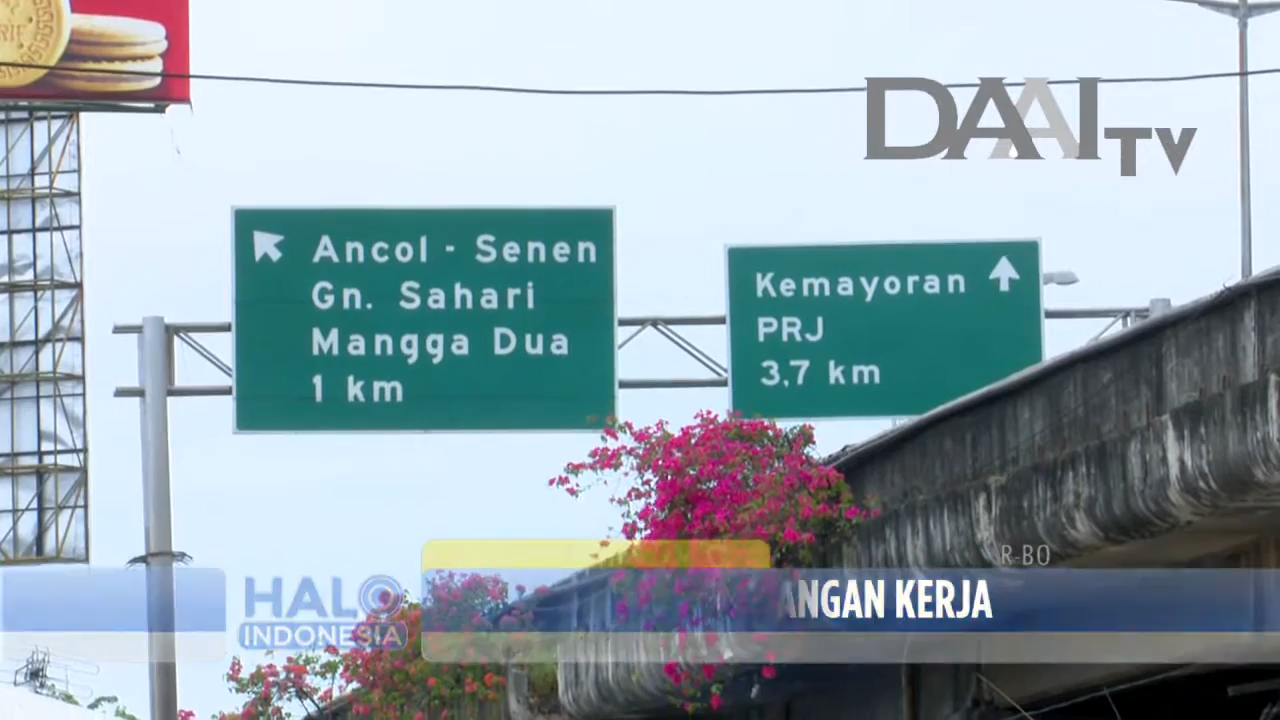 DAAI TV
Ancol - Senen
Gn. Sahari
Mangga Dua
1 km
Kemayoran
PRJ
3,7 km
R-BO
HALO
INDONESIA
ANGAN KERJA